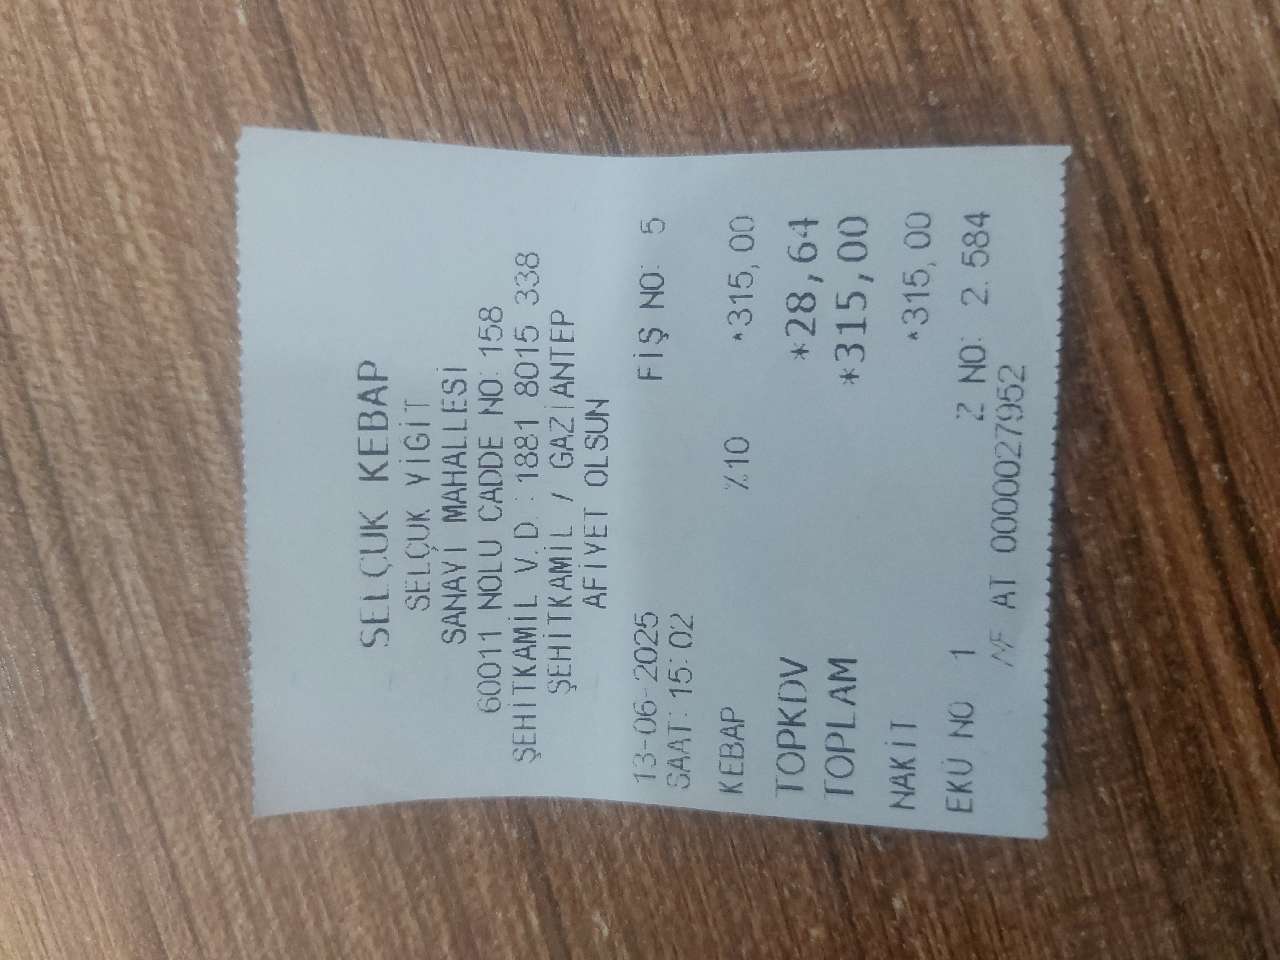 SELÇUK KEBAP
SELÇUK YİĞİT
SANAYİ MAHALLESİ
60011 NOLU CADDE NO: 158
ŞEHİTKAMİL V.D.: 1881 8015 338
ŞEHİTKAMİL / GAZİANTEP
AFİYET OLSUN
13-06-2025 FİŞ NO: 5
SAAT: 15:02
KEBAP %10 *315,00
TOPKDV *28,64
TOPLAM *315,00
NAKİT *315,00
EKÜ NO 1 Z NO: 2.584
MF AT 0000027952